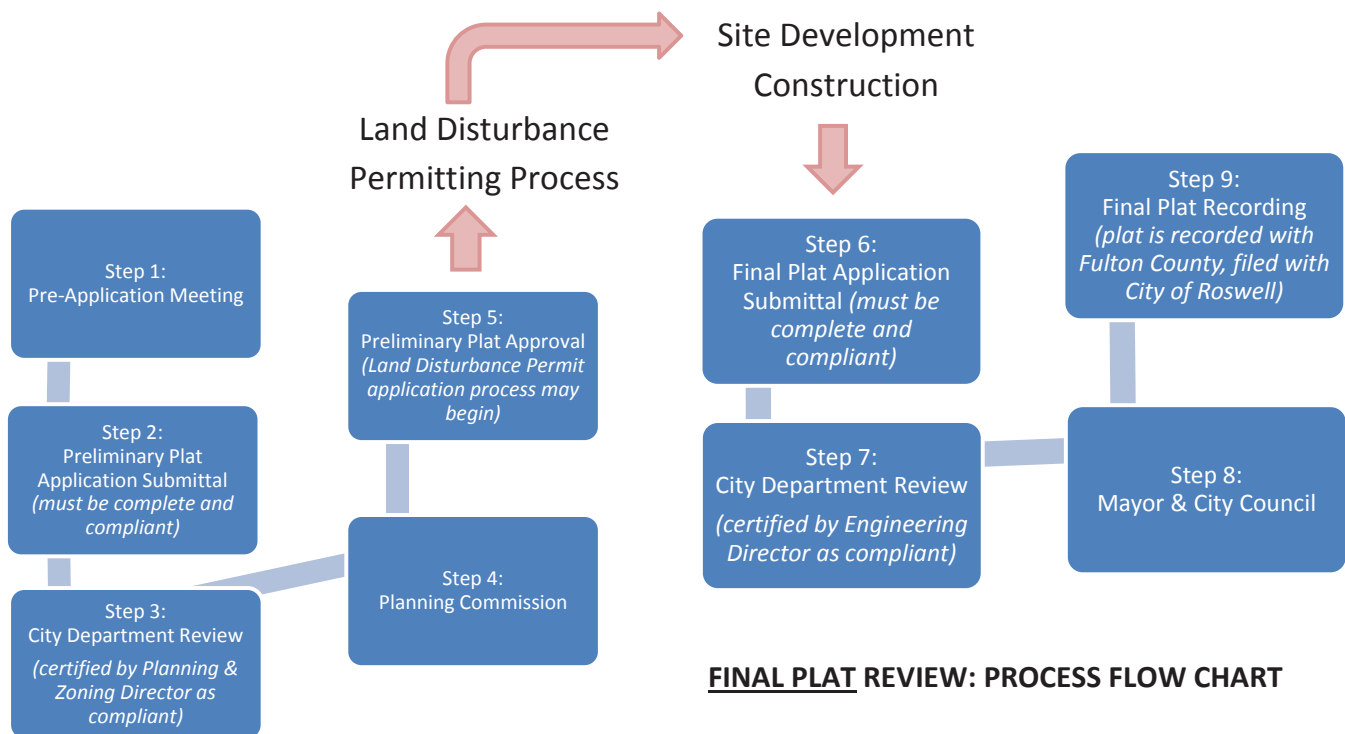 Step 1:
Pre-Application Meeting
Step 2:
Preliminary Plat
Application Submittal
(must be complete and
compliant)
Step 3:
City Department Review
(certified by Planning &
Zoning Director as
compliant)
Step 4:
Planning Commission
Step 5:
Preliminary Plat Approval
(Land Disturbance Permit
application process may
begin)
Land Disturbance
Permitting Process
Site Development
Construction
Step 6:
Final Plat Application
Submittal (must be
complete and
compliant)
Step 7:
City Department Review
(certified by Engineering
Director as compliant)
Step 8:
Mayor & City Council
Step 9:
Final Plat Recording
(plat is recorded with
Fulton County, filed with
City of Roswell)
FINAL PLAT REVIEW: PROCESS FLOW CHART